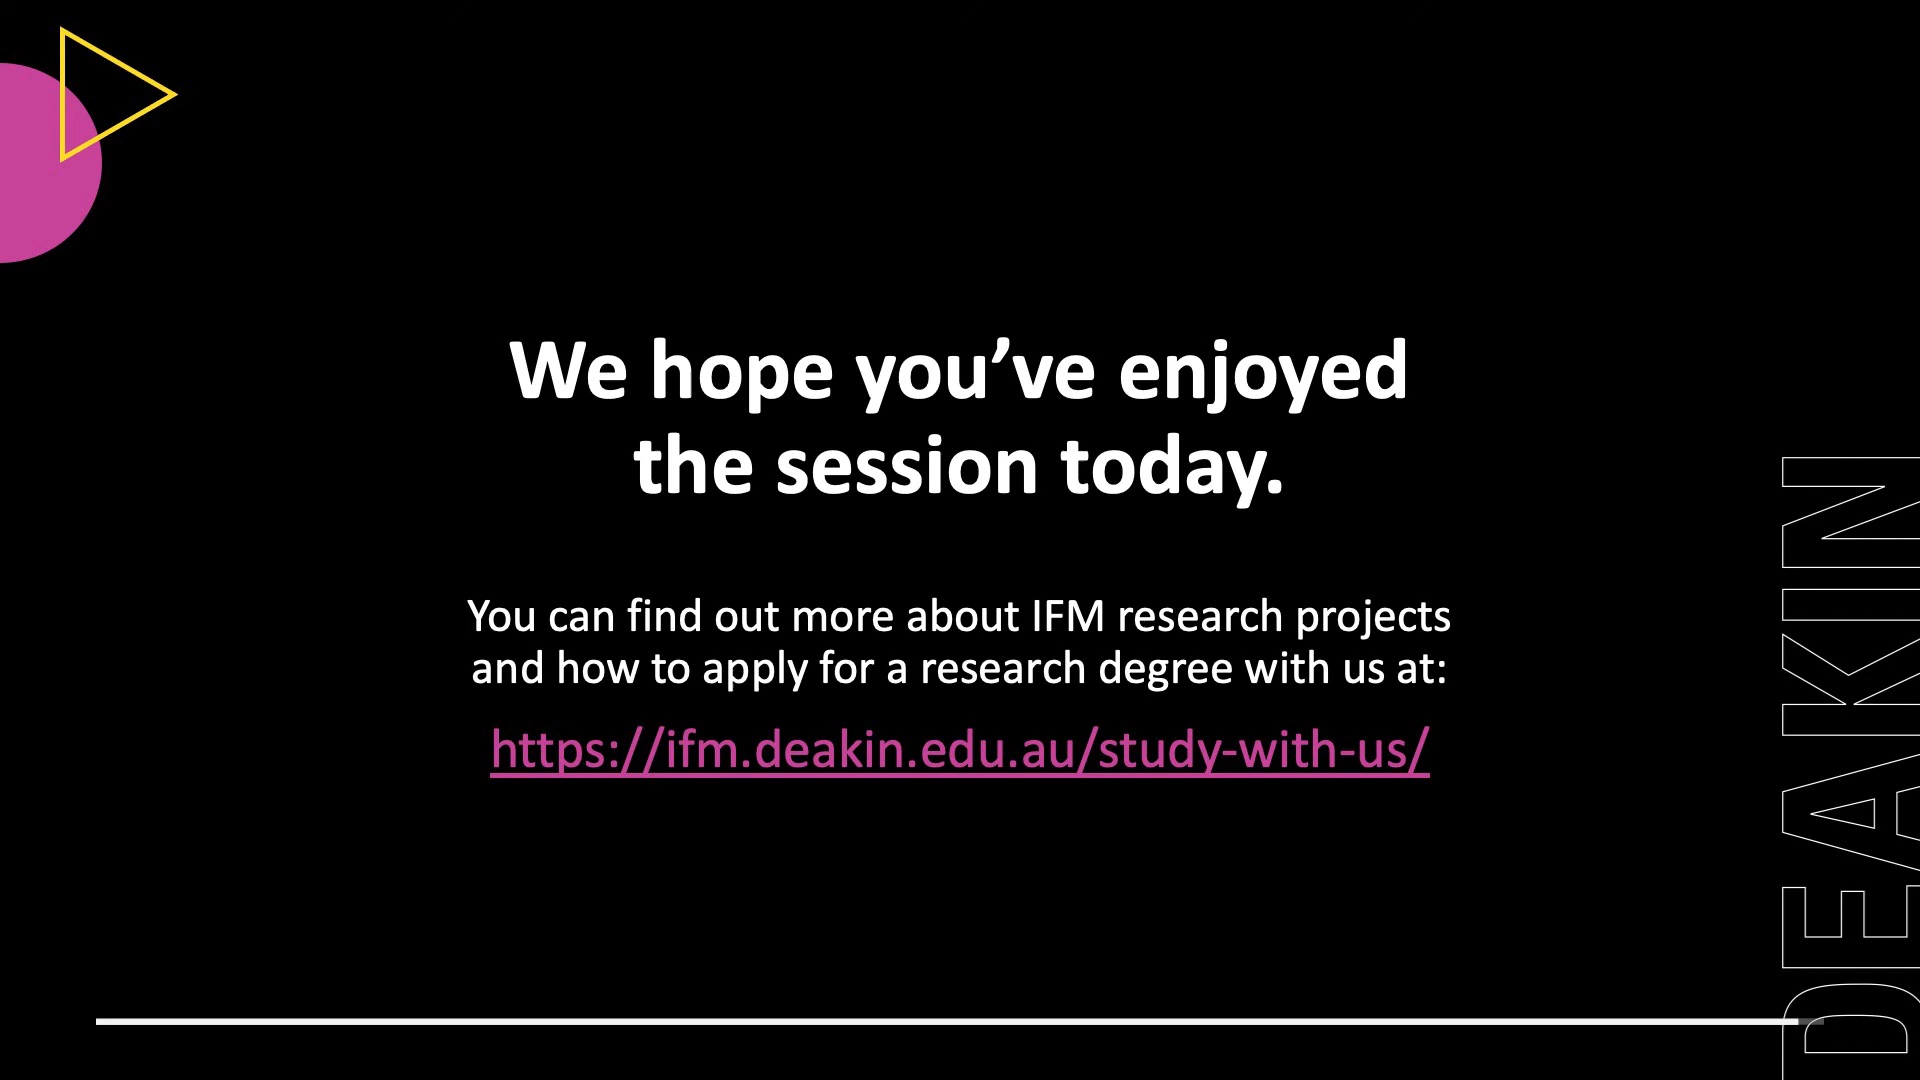 We hope you’ve enjoyed
the session today.
You can find out more about IFM research projects
and how to apply for a research degree with us at:
https://ifm.deakin.edu.au/study-with-us/
DEAKIN